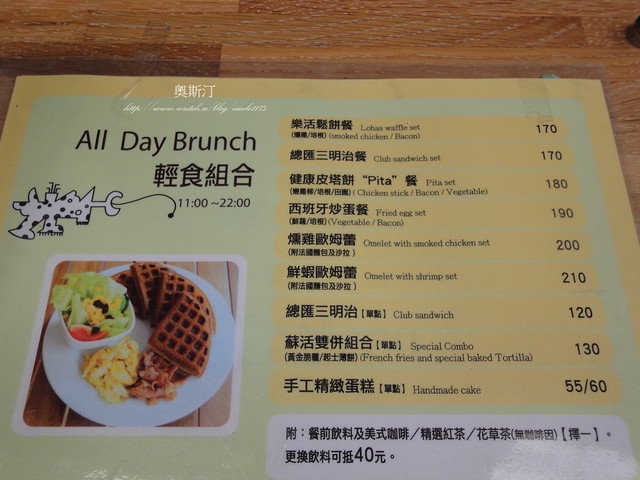 奧斯汀
All Day Brunch
輕食組合
11:00 ~22:00
樂活鬆餅餐 Lohas waffle set 170
(燻雞/培根) (smoked chicken / Bacon)
總匯三明治餐 Club sandwich set 170
健康皮塔餅“Pita”餐 Pita set 180
(嫩雞柳/培根/田園) ( Chicken stick / Bacon / Vegetable)
西班牙炒蛋餐 Fried egg set 190
(鮮蔬/培根) (Vegetable / Bacon)
燻雞歐姆蕾 Omelet with smoked chicken set 200
(附法國麵包及沙拉 )
鮮蝦歐姆蕾 Omelet with shrimp set 210
(附法國麵包及沙拉 )
總匯三明治【單點】 Club sandwich 120
蘇活雙併組合【單點】 Special Combo 130
(黃金脆薯/起士薄餅) (French fries and special baked Tortilla)
手工精緻蛋糕【單點】 Handmade cake 55/60
附：餐前飲料及美式咖啡／精選紅茶／花草茶(無咖啡因)【擇一】。
更換飲料可抵40元。